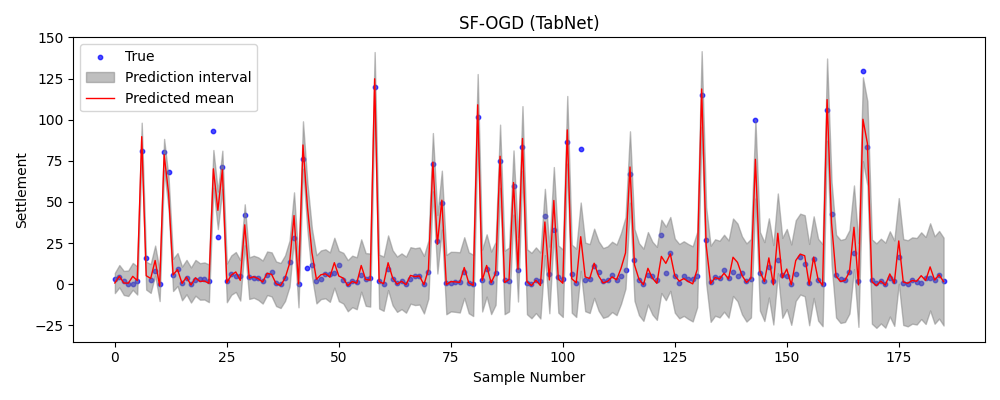 SF-OGD (TabNet)
150
125
100
75
50
25
0
−25
Settlement
True
Prediction interval
Predicted mean
0 25 50 75 100 125 150 175
Sample Number